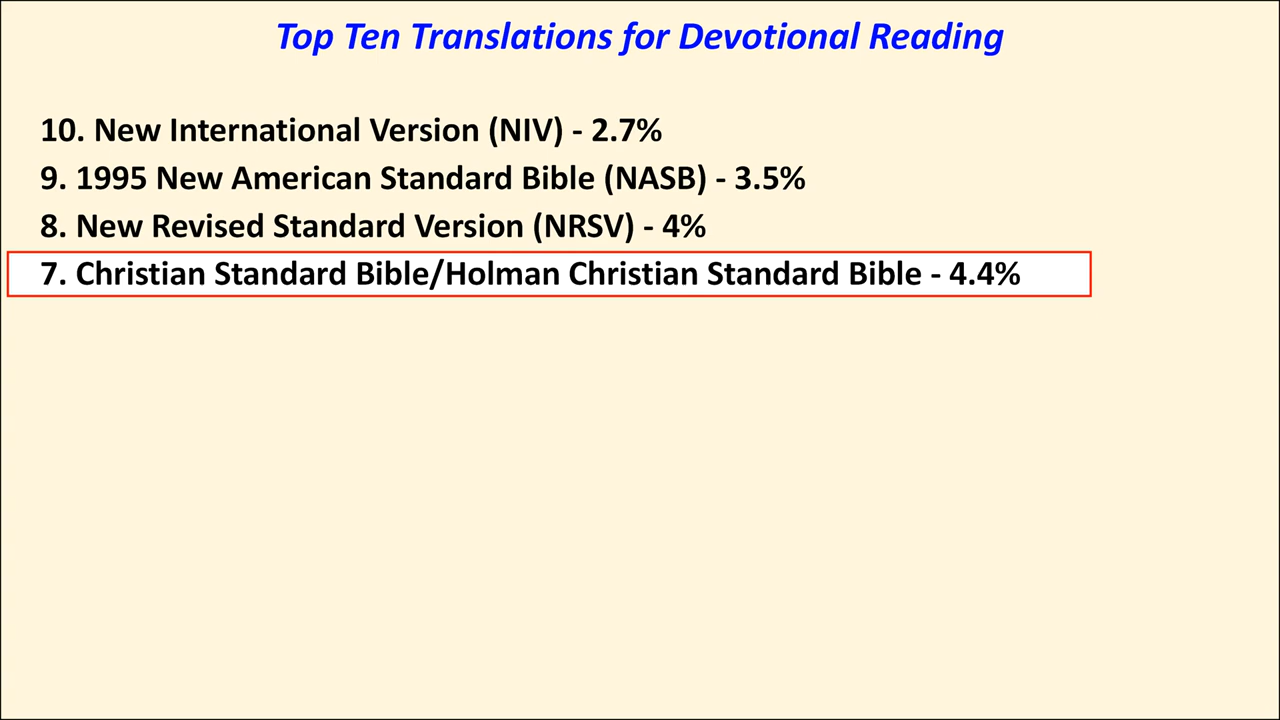 Top Ten Translations for Devotional Reading
10. New International Version (NIV) - 2.7%
9. 1995 New American Standard Bible (NASB) - 3.5%
8. New Revised Standard Version (NRSV) - 4%
7. Christian Standard Bible/Holman Christian Standard Bible - 4.4%